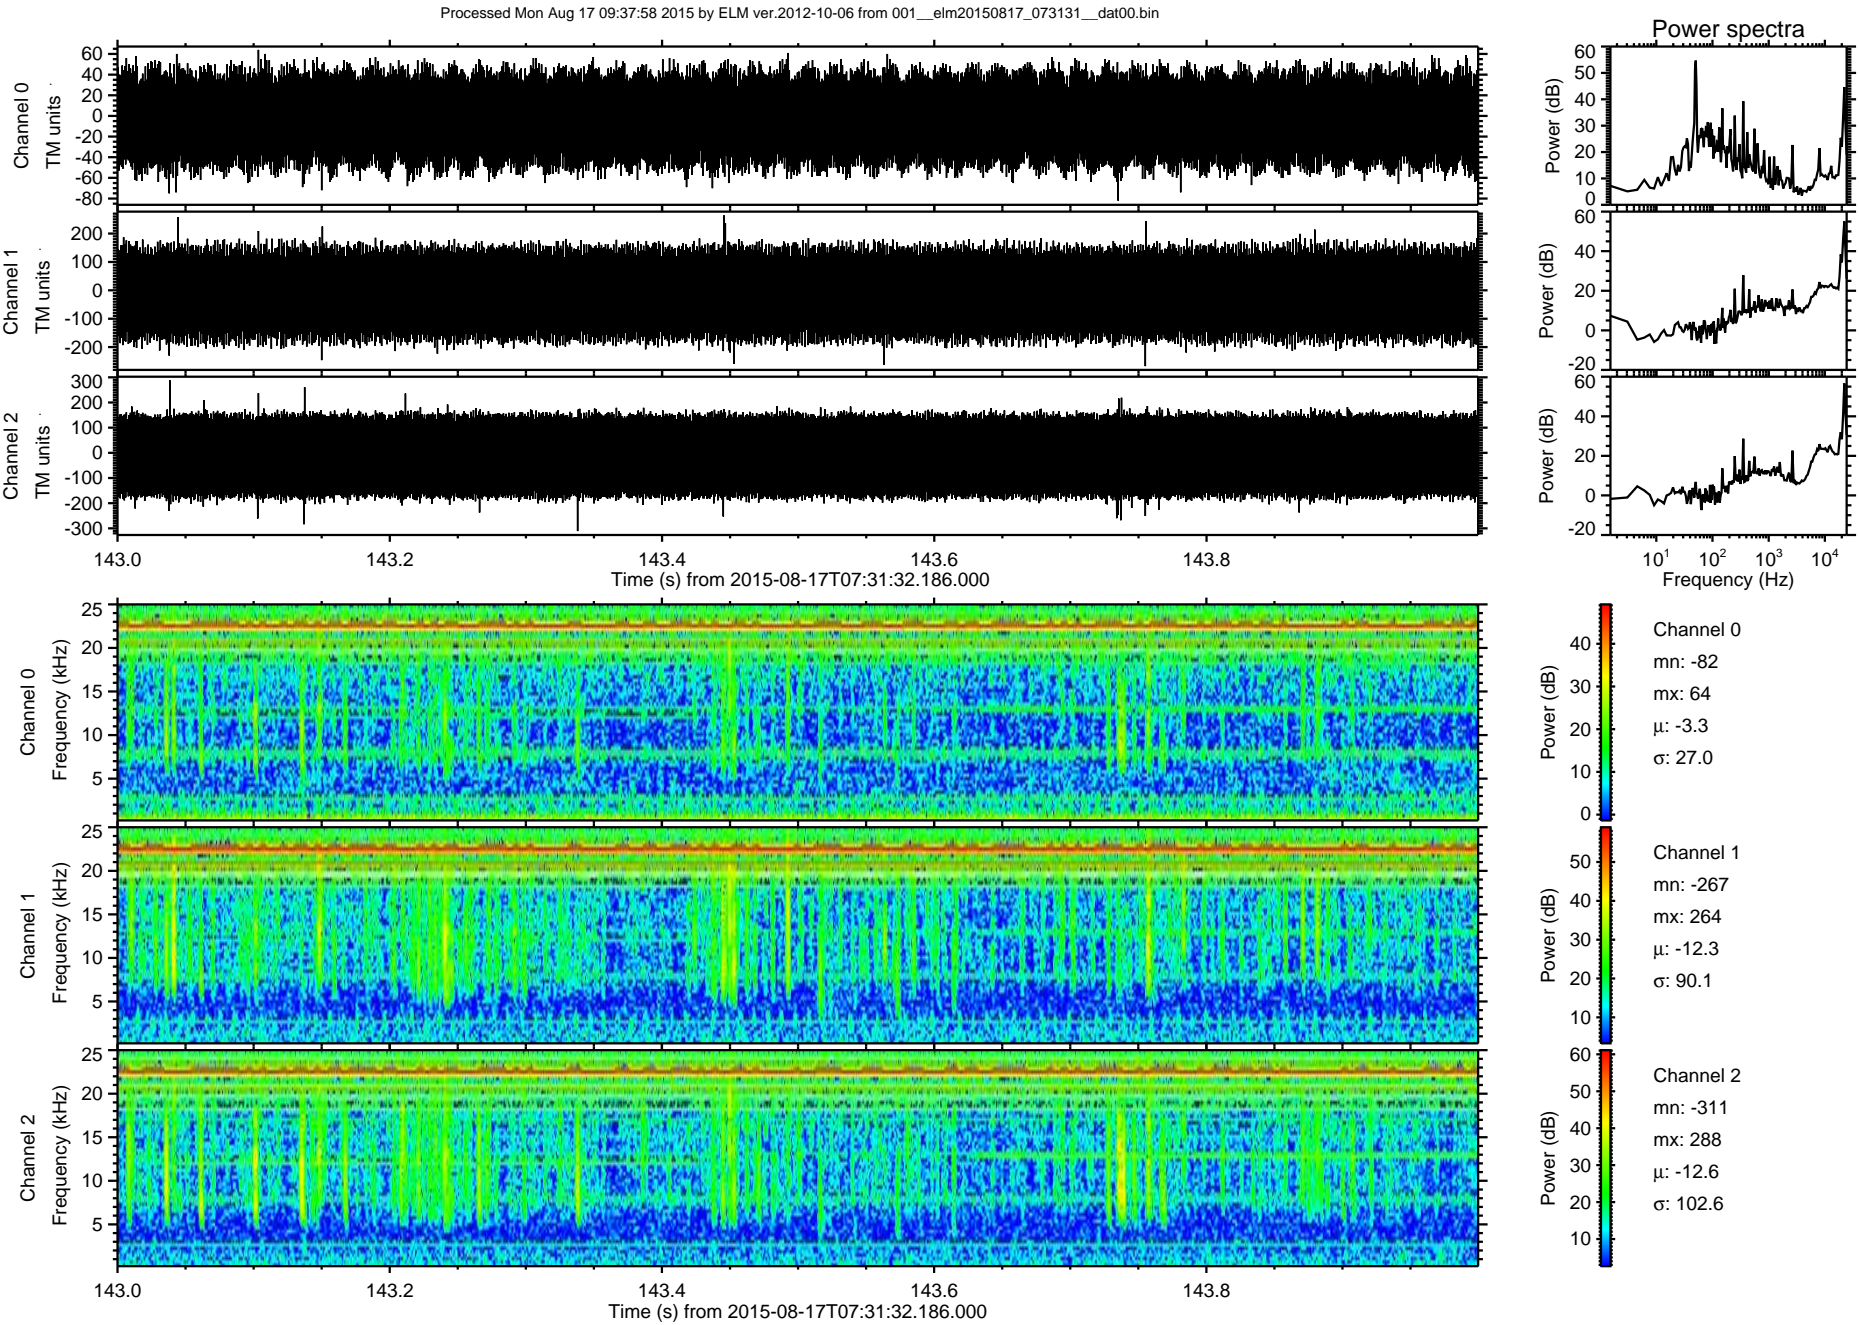 Processed Mon Aug 17 09:37:58 2015 by ELM ver.2012-10-06 from 001__elm20150817_073131__dat00.bin
Power spectra
Channel 0
TM units
60
40
20
0
-20
-40
-60
-80
Power (dB)
60
50
40
30
20
10
0
Channel 1
TM units
200
100
0
-100
-200
Power (dB)
60
40
20
0
-20
Channel 2
TM units
300
200
100
0
-100
-200
-300
Power (dB)
60
40
20
0
-20
143.0 143.2 143.4 143.6 143.8
Time (s) from 2015-08-17T07:31:32.186.000
10^1 10^2 10^3 10^4
Frequency (Hz)
Channel 0
Frequency (kHz)
25
20
15
10
5
Power (dB)
40
30
20
10
0
Channel 0
mn: -82
mx: 64
μ: -3.3
σ: 27.0
Channel 1
Frequency (kHz)
25
20
15
10
5
Power (dB)
50
40
30
20
10
Channel 1
mn: -267
mx: 264
μ: -12.3
σ: 90.1
Channel 2
Frequency (kHz)
25
20
15
10
5
Power (dB)
60
50
40
30
20
10
Channel 2
mn: -311
mx: 288
μ: -12.6
σ: 102.6
143.0 143.2 143.4 143.6 143.8
Time (s) from 2015-08-17T07:31:32.186.000